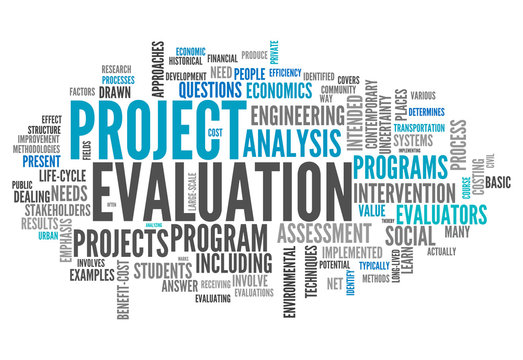 ECONOMIC
HISTORICAL
FINANCIAL
PRODUCE
PRIVATE
APPROACHES
RESEARCH
PROCESSES
DEVELOPMENT
NEED
PEOPLE
EFFICIENCY
IDENTIFIED
COVERS
FACTORS
DRAWN
QUESTIONS
ECONOMICS
COMMUNITY
WAY
VARIOUS
CONTEMPORARY
UNCERTAINTY
PLACES
INTENDED
EFFECT
STRUCTURE
IMPROVEMENT
METHODOLOGIES
PRESENT
FIELDS
PROJECT
COST
ENGINEERING
ANALYSIS
DETERMINES
TRANSPORTATION
SYSTEMS
IMPLEMENTING
PROCESS
COSTING
CIVIL
LIFE-CYCLE
PUBLIC
DEALING
NEEDS
STAKEHOLDERS
RESULTS
URBAN
EMPHASIS
OFTEN
EVALUATION
LARGE-SCALE
PROGRAMS
INTERVENTION
COURSE
BASIC
VALUE
THEREBY
EVALUATORS
ANALYZING
PROJECTS
PROGRAM
ASSESSMENT
SOCIAL
MANY
INVOLVES
EXAMPLES
BENEFIT-COST
STUDENTS
MARKS
INCLUDING
ENVIRONMENTAL
TECHNIQUES
IMPLEMENTED
POTENTIAL
TYPICALLY
LONG-LIVED
LEARN
ACTUALLY
ANSWER
RECEIVING
INVOLVE
NET
IDENTIFY
METHODS
EVALUATING
EVALUATIONS